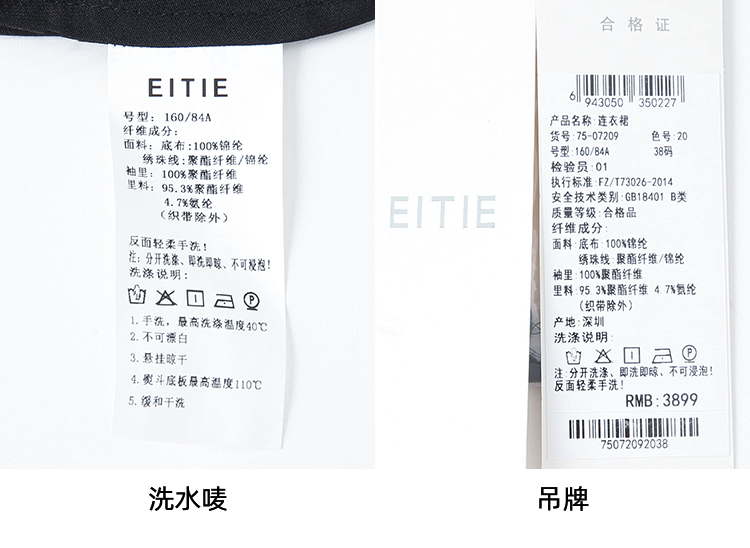 EITIE
号型: 160/84A
纤维成分:
面料: 底布:100%锦纶
绣珠线:聚酯纤维/锦纶
袖里: 100%聚酯纤维
里料: 95.3%聚酯纤维
4.7%氨纶
(织带除外)
反面轻柔手洗!
注: 分开洗涤、即洗即晾、不可浸泡!
洗涤说明:
P
1. 手洗, 最高洗涤温度40℃
2. 不可漂白
3. 悬挂晾干
4. 熨斗底板最高温度110℃
5. 缓和干洗
洗水唛
EITIE
合格证
6 943050 350227
产品名称:连衣裙
货号: 75-07209 色号: 20
号型:160/84A 38码
检验员:01
执行标准:FZ/T73026-2014
安全技术类别:GB18401 B类
质量等级:合格品
纤维成分:
面料: 底布: 100%锦纶
绣珠线: 聚酯纤维/锦纶
袖里:100%聚酯纤维
里料: 95.3%聚酯纤维 4.7%氨纶
(织带除外)
产地:深圳
洗涤说明:
P
注:分开洗涤、即洗即晾、不可浸泡!
反面轻柔手洗!
RMB:3899
75072092038
吊牌